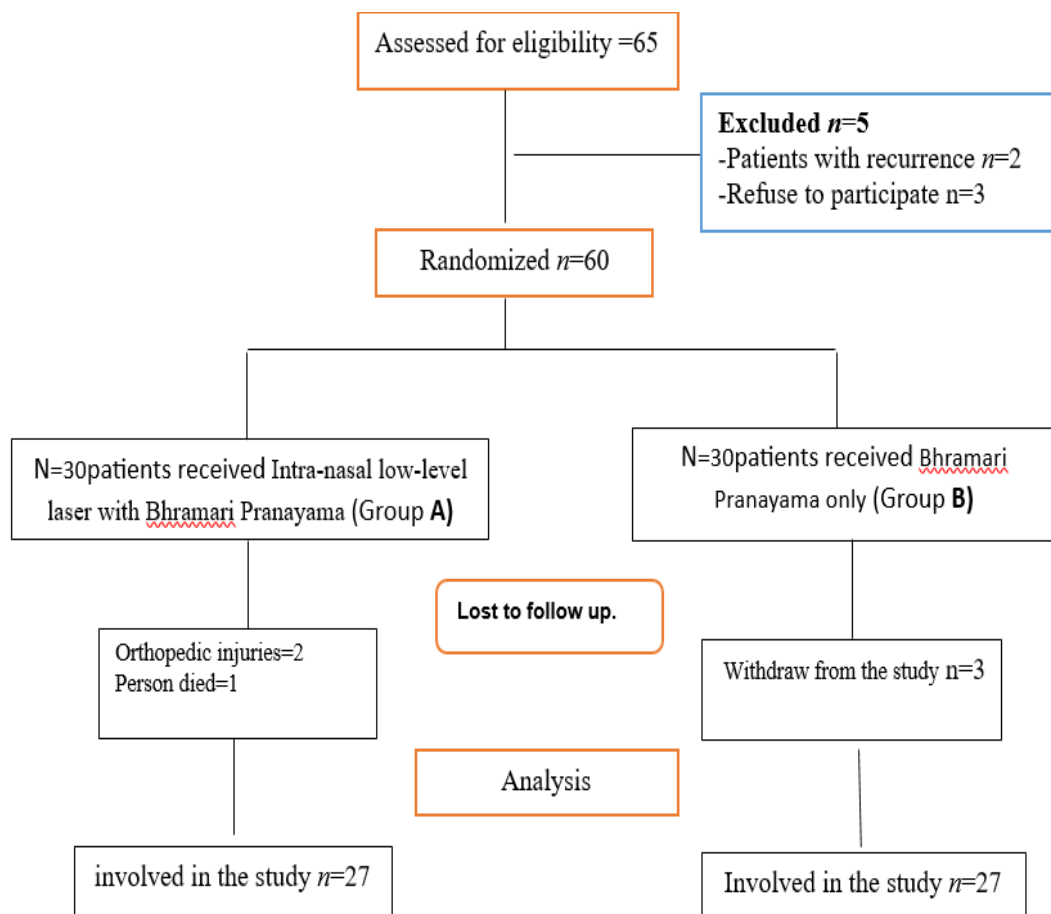 Assessed for eligibility =65
Excluded n=5
-Patients with recurrence n=2
-Refuse to participate n=3
Randomized n=60
N=30patients received Intra-nasal low-level
laser with Bhramari Pranayama (Group A)
N=30patients received Bhramari
Pranayama only (Group B)
Lost to follow up.
Orthopedic injuries=2
Person died=1
Withdraw from the study n=3
Analysis
involved in the study n=27
Involved in the study n=27